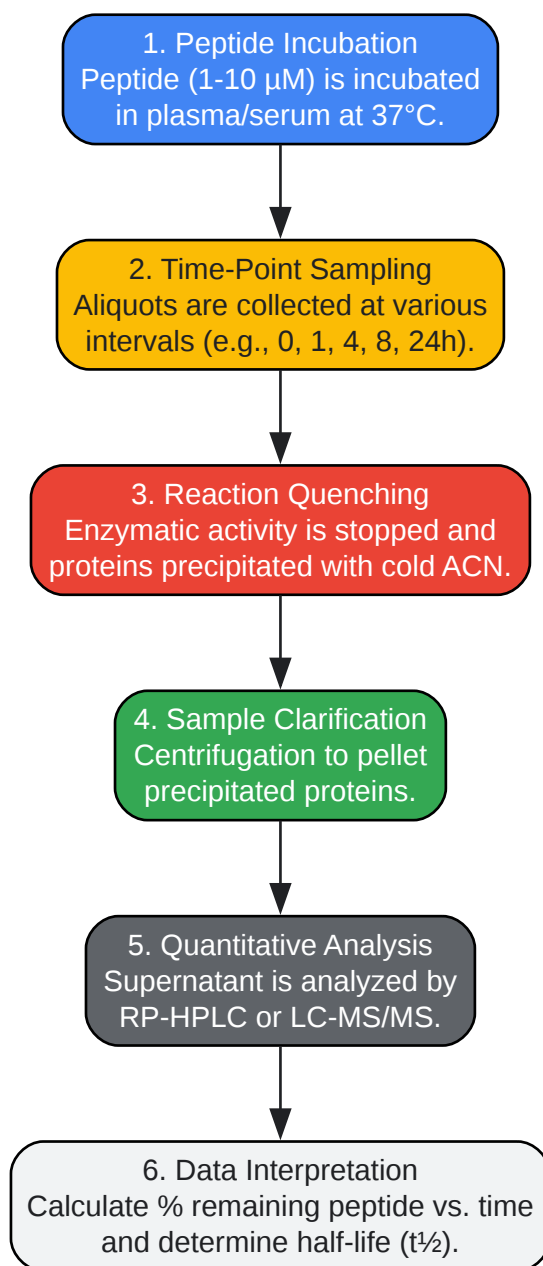 1. Peptide Incubation
Peptide (1-10 µM) is incubated
in plasma/serum at 37°C.
2. Time-Point Sampling
Aliquots are collected at various
intervals (e.g., 0, 1, 4, 8, 24h).
3. Reaction Quenching
Enzymatic activity is stopped and
proteins precipitated with cold ACN.
4. Sample Clarification
Centrifugation to pellet
precipitated proteins.
5. Quantitative Analysis
Supernatant is analyzed by
RP-HPLC or LC-MS/MS.
6. Data Interpretation
Calculate % remaining peptide vs. time
and determine half-life (t½).